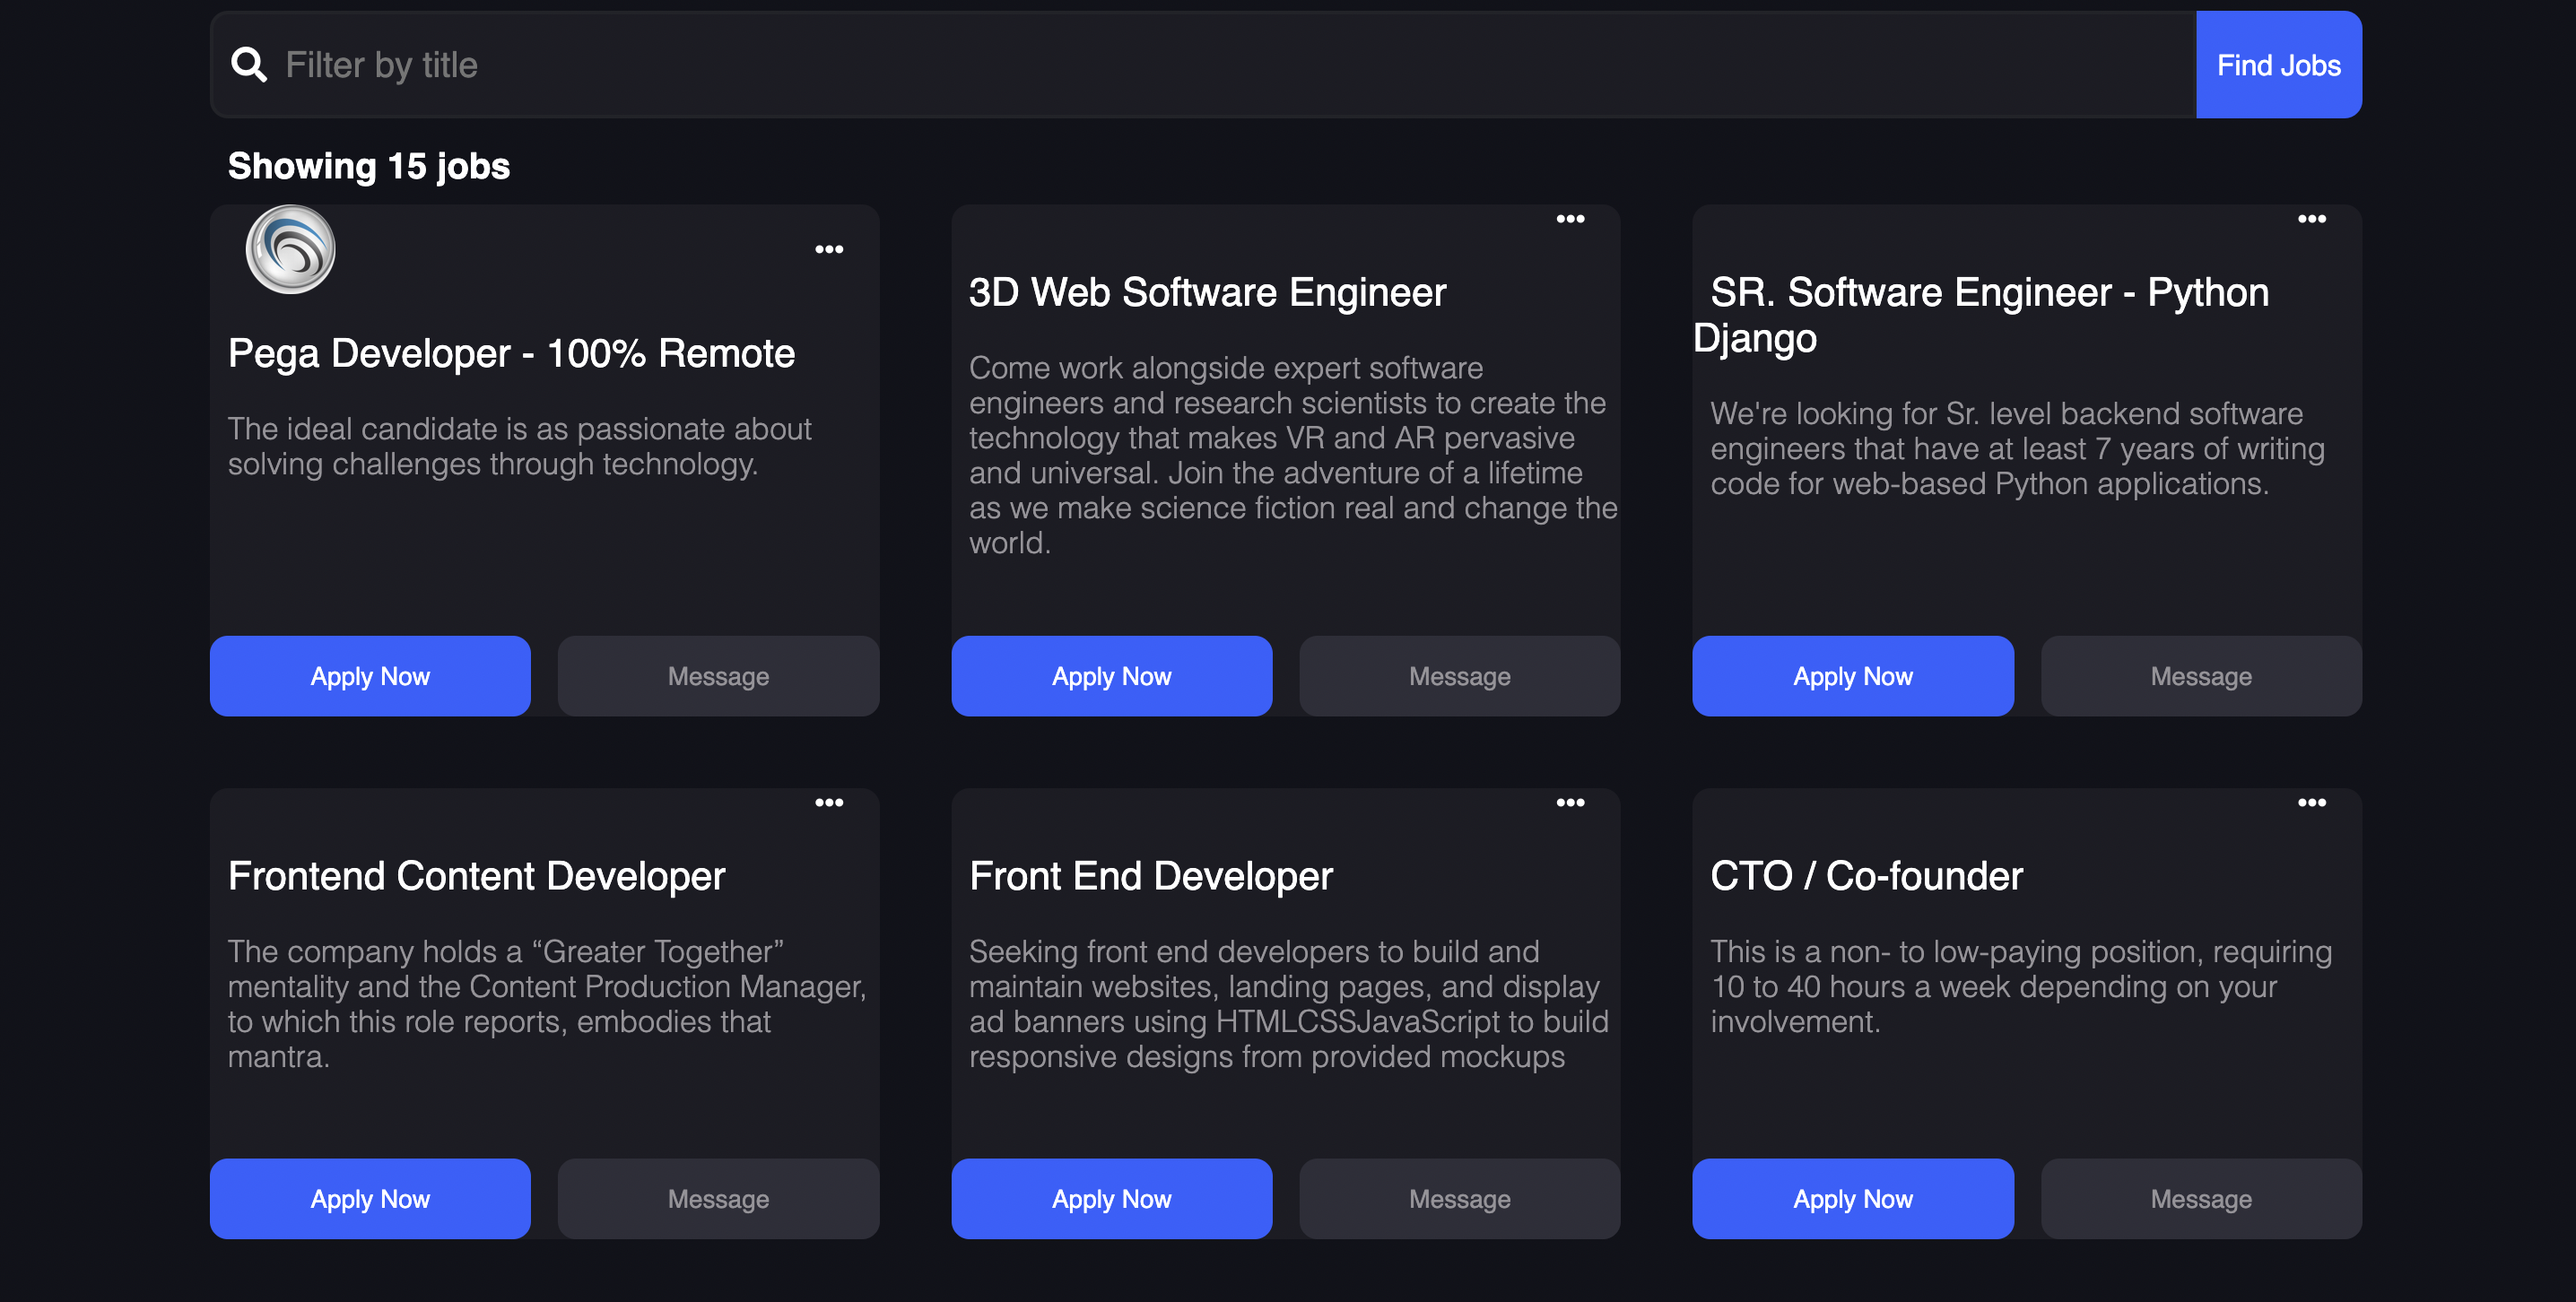 Filter by title
Find Jobs
Showing 15 jobs
Pega Developer - 100% Remote
The ideal candidate is as passionate about
solving challenges through technology.
Apply Now
Message
3D Web Software Engineer
Come work alongside expert software
engineers and research scientists to create the
technology that makes VR and AR pervasive
and universal. Join the adventure of a lifetime
as we make science fiction real and change the
world.
Apply Now
Message
SR. Software Engineer - Python
Django
We're looking for Sr. level backend software
engineers that have at least 7 years of writing
code for web-based Python applications.
Apply Now
Message
Frontend Content Developer
The company holds a “Greater Together”
mentality and the Content Production Manager,
to which this role reports, embodies that
mantra.
Apply Now
Message
Front End Developer
Seeking front end developers to build and
maintain websites, landing pages, and display
ad banners using HTMLCSSJavaScript to build
responsive designs from provided mockups
Apply Now
Message
CTO / Co-founder
This is a non- to low-paying position, requiring
10 to 40 hours a week depending on your
involvement.
Apply Now
Message